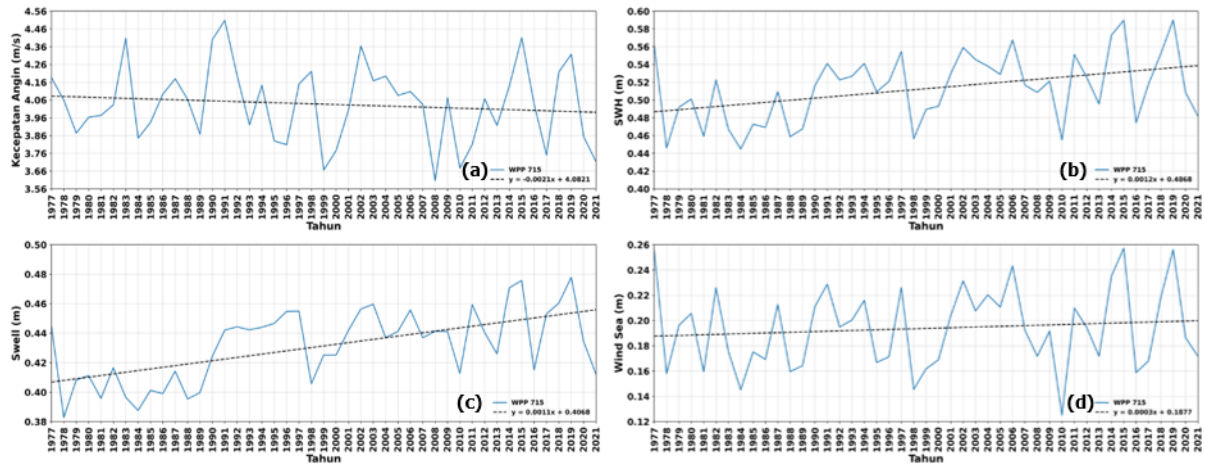 4.56
4.46
4.36
4.26
4.16
4.06
3.96
3.86
3.76
3.66
3.56
Kecepatan Angin (m/s)
(a)
WPP 715
y = -0.0021x + 4.0821
1977 1978 1979 1980 1981 1982 1983 1984 1985 1986 1987 1988 1989 1990 1991 1992 1993 1994 1995 1996 1997 1998 1999 2000 2001 2002 2003 2004 2005 2006 2007 2008 2009 2010 2011 2012 2013 2014 2015 2016 2017 2018 2019 2020 2021
Tahun
0.60
0.56
0.52
0.48
0.44
0.40
SWH (m)
(b)
WPP 715
y = 0.0012x + 0.4868
1977 1978 1979 1980 1981 1982 1983 1984 1985 1986 1987 1988 1989 1990 1991 1992 1993 1994 1995 1996 1997 1998 1999 2000 2001 2002 2003 2004 2005 2006 2007 2008 2009 2010 2011 2012 2013 2014 2015 2016 2017 2018 2019 2020 2021
Tahun
0.50
0.48
0.46
0.44
0.42
0.40
0.38
Swell (m)
(c)
WPP 715
y = 0.0011x + 0.4068
1977 1978 1979 1980 1981 1982 1983 1984 1985 1986 1987 1988 1989 1990 1991 1992 1993 1994 1995 1996 1997 1998 1999 2000 2001 2002 2003 2004 2005 2006 2007 2008 2009 2010 2011 2012 2013 2014 2015 2016 2017 2018 2019 2020 2021
Tahun
0.26
0.24
0.22
0.20
0.18
0.16
0.14
0.12
Wind Sea (m)
(d)
WPP 715
y = 0.0003x + 0.1877
1977 1978 1979 1980 1981 1982 1983 1984 1985 1986 1987 1988 1989 1990 1991 1992 1993 1994 1995 1996 1997 1998 1999 2000 2001 2002 2003 2004 2005 2006 2007 2008 2009 2010 2011 2012 2013 2014 2015 2016 2017 2018 2019 2020 2021
Tahun